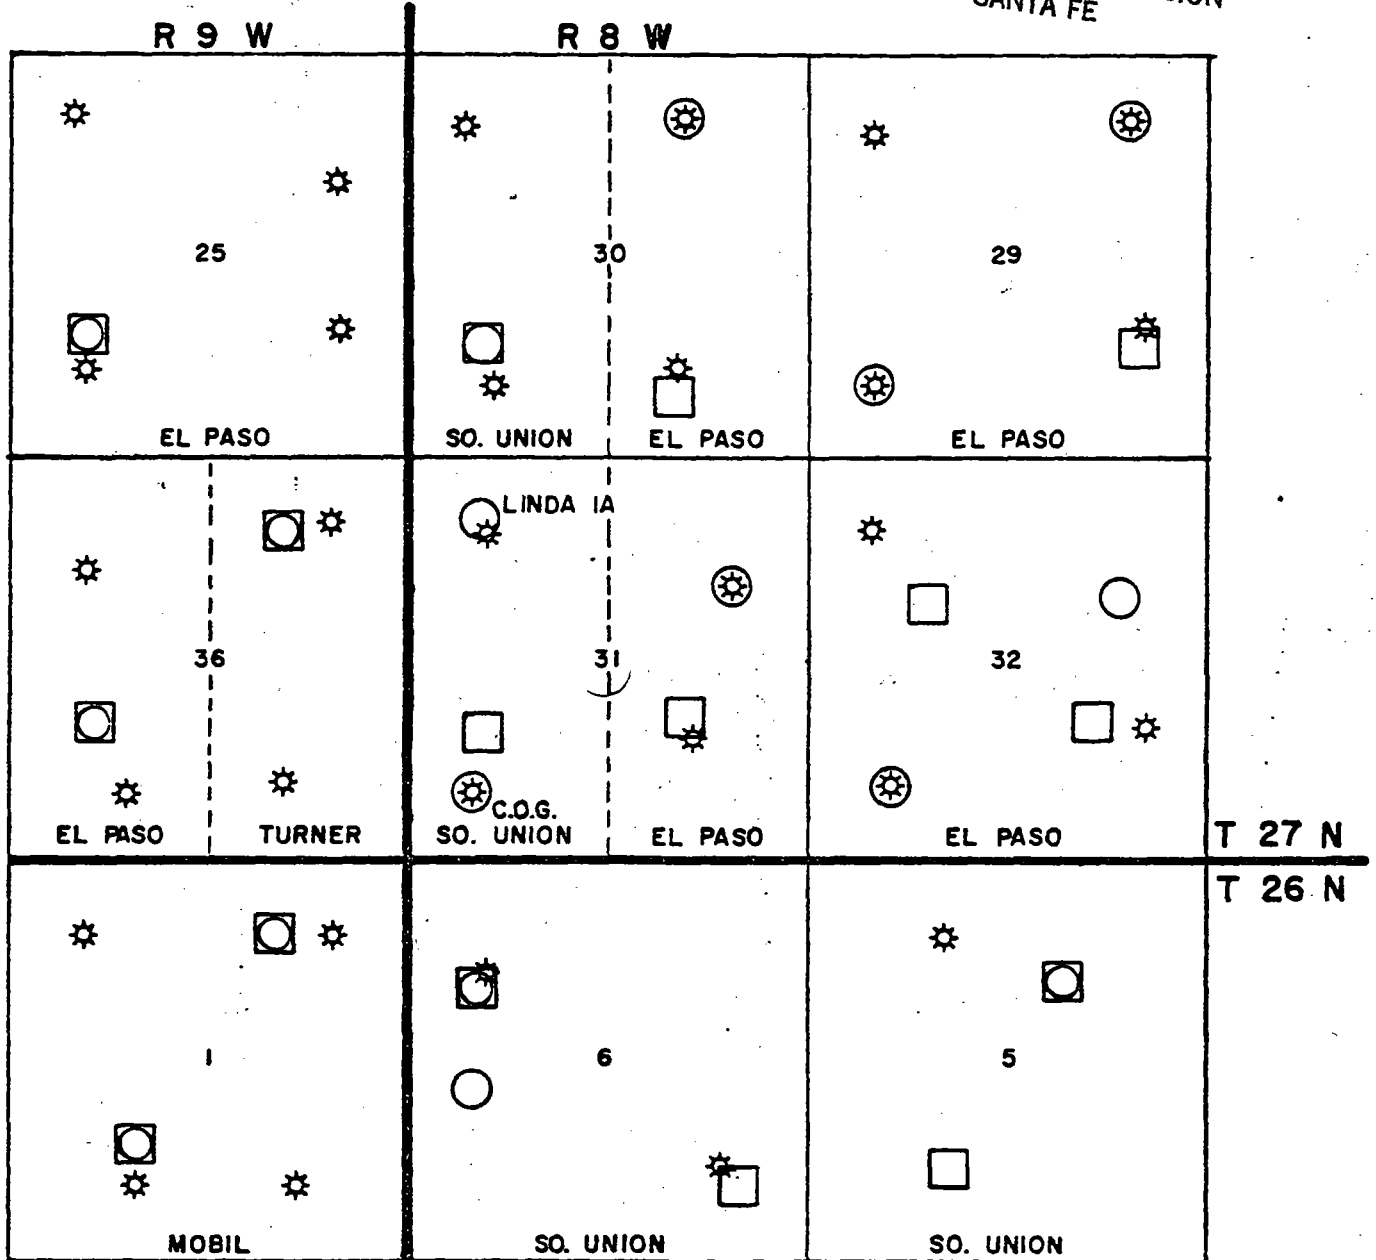 SANTA FE
R 9 W R 8 W
25 30 29
EL PASO SO. UNION EL PASO EL PASO
LINDA 1A
36 31 32
C.O.G.
EL PASO TURNER SO. UNION EL PASO EL PASO
T 27 N
T 26 N
1 6 5
MOBIL SO. UNION SO. UNION